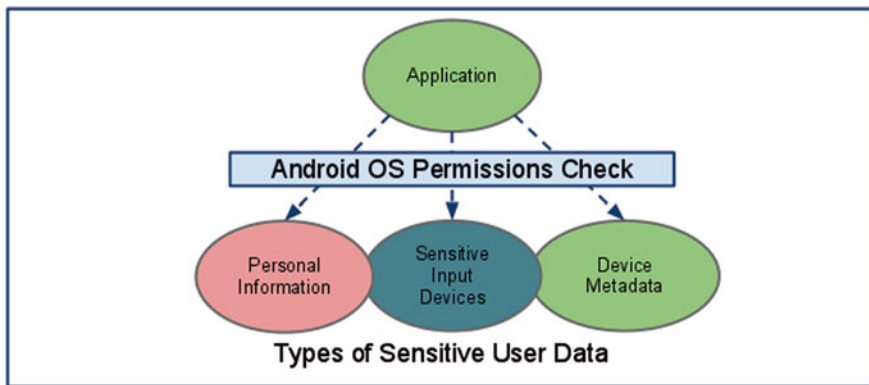 Application
Android OS Permissions Check
Personal
Information
Sensitive
Input
Devices
Device
Metadata
Types of Sensitive User Data